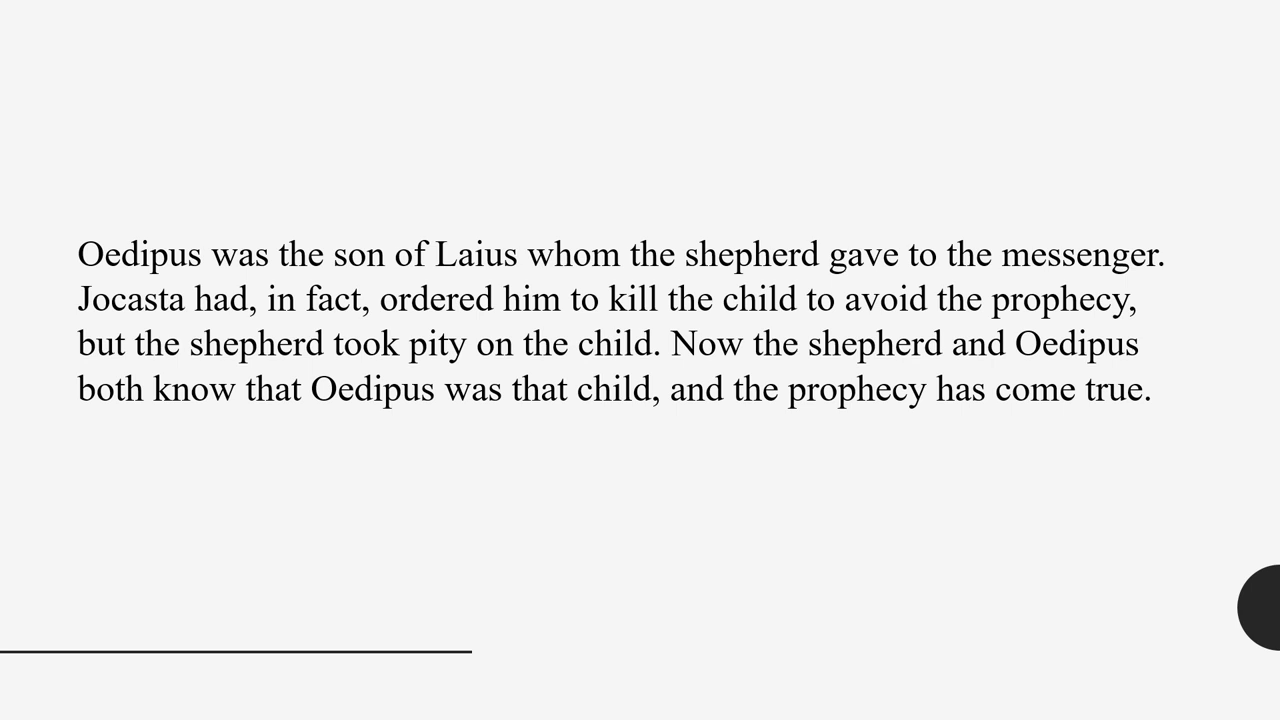 Oedipus was the son of Laius whom the shepherd gave to the messenger.
Jocasta had, in fact, ordered him to kill the child to avoid the prophecy,
but the shepherd took pity on the child. Now the shepherd and Oedipus
both know that Oedipus was that child, and the prophecy has come true.